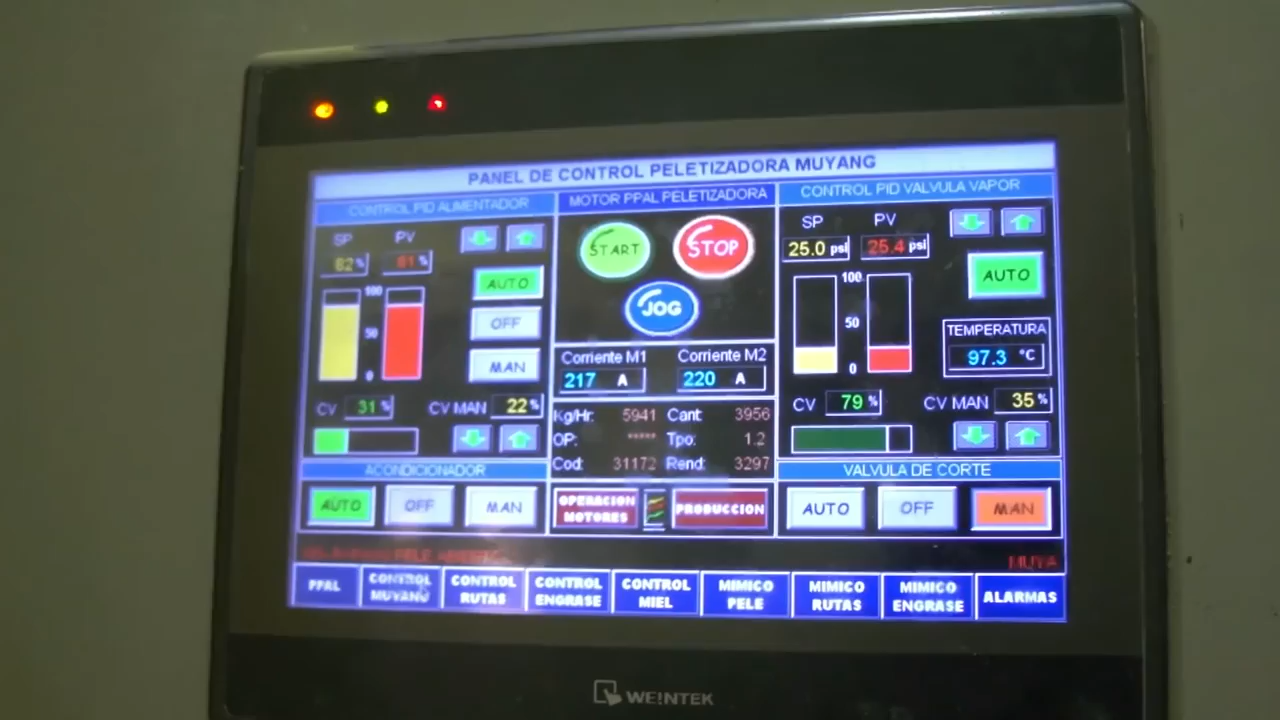 PANEL DE CONTROL PELETIZADORA MUYANG
CONTROL PID ALIMENTADOR
SP PV
82 % 81 %
100
50
0
AUTO
OFF
MAN
CV 31 % CV MAN 22 %
ACONDICIONADOR
AUTO OFF MAN
MOTOR PPAL PELETIZADORA
START STOP
JOG
Corriente M1 Corriente M2
217 A 220 A
Kg/Hr: 5941 Cant: 3956
OP: ***** Tpo: 1.2
Cod: 31172 Rend: 3297
OPERACION MOTORES
PRODUCCION
CONTROL PID VALVULA VAPOR
SP PV
25.0 psi 25.4 psi
100
50
0
AUTO
TEMPERATURA
97.3 °C
CV 79 % CV MAN 35 %
VALVULA DE CORTE
AUTO OFF MAN
PELE
MUYA
PPAL
CONTROL MUYANG
CONTROL RUTAS
CONTROL ENGRASE
CONTROL MIEL
MIMICO PELE
MIMICO RUTAS
MIMICO ENGRASE
ALARMAS
WEINTEK